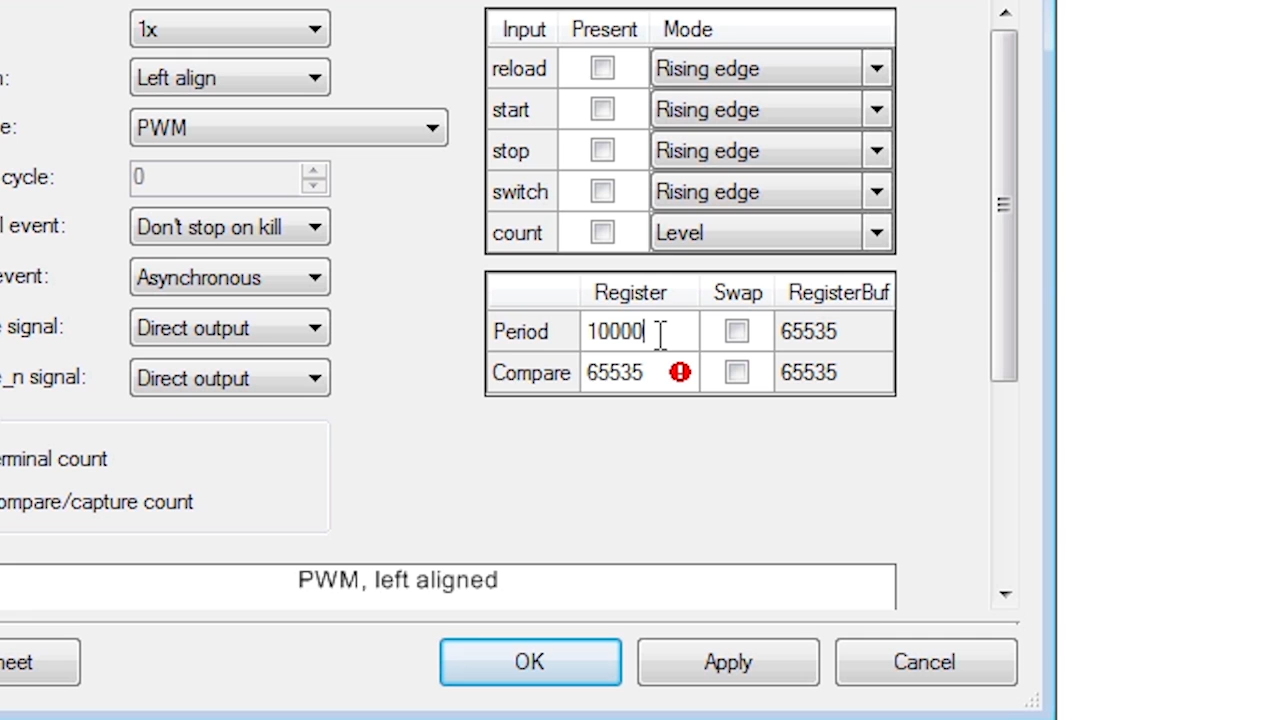 1x
Input Present Mode
reload Rising edge
n: Left align
start Rising edge
e: PWM
stop Rising edge
cycle: 0
switch Rising edge
l event: Don't stop on kill
count Level
event: Asynchronous
Register Swap RegisterBuf
signal: Direct output
Period 10000 65535
Compare 65535 65535
_n signal: Direct output
erminal count
ompare/capture count
PWM, left aligned
neet OK Apply Cancel